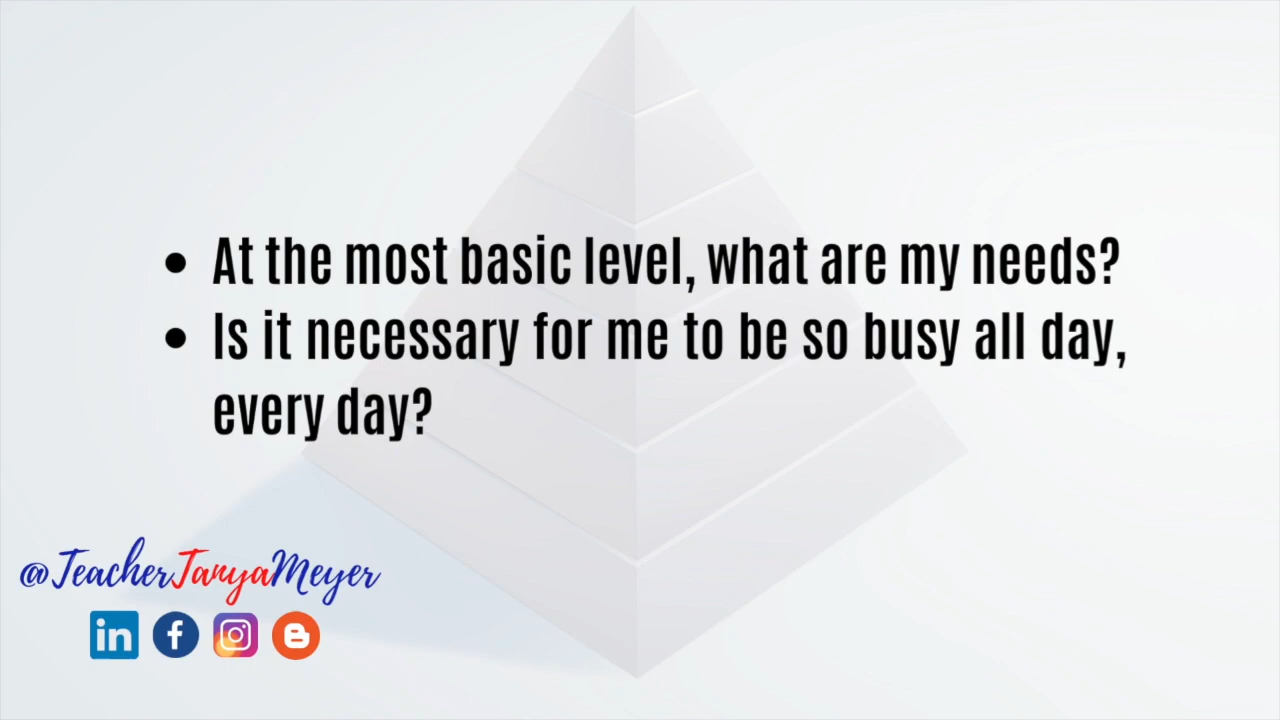 • At the most basic level, what are my needs?
• Is it necessary for me to be so busy all day,
every day?
@TeacherTanyaMeyer
in f B